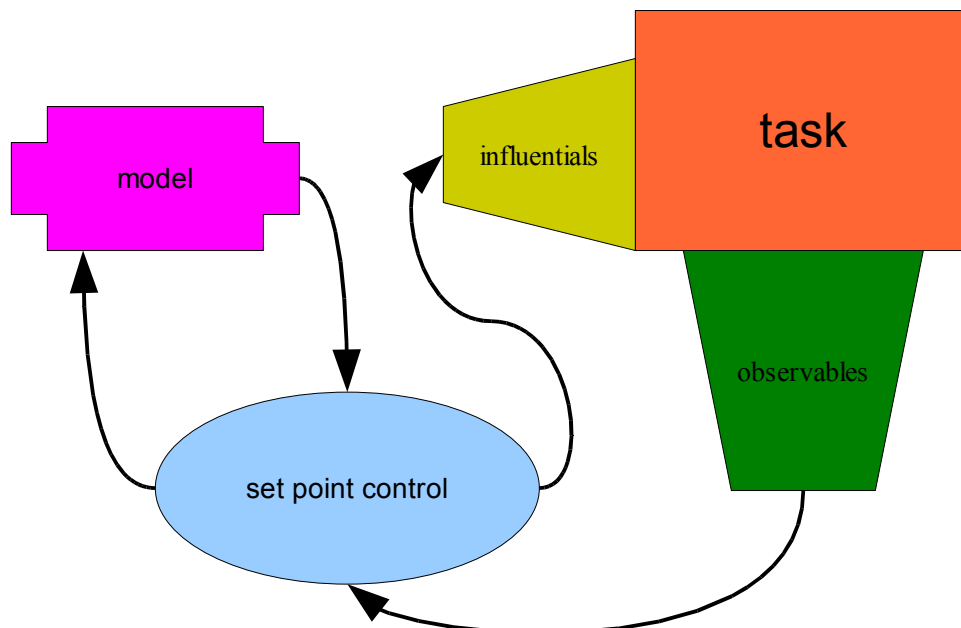 task
influentials
model
observables
set point control